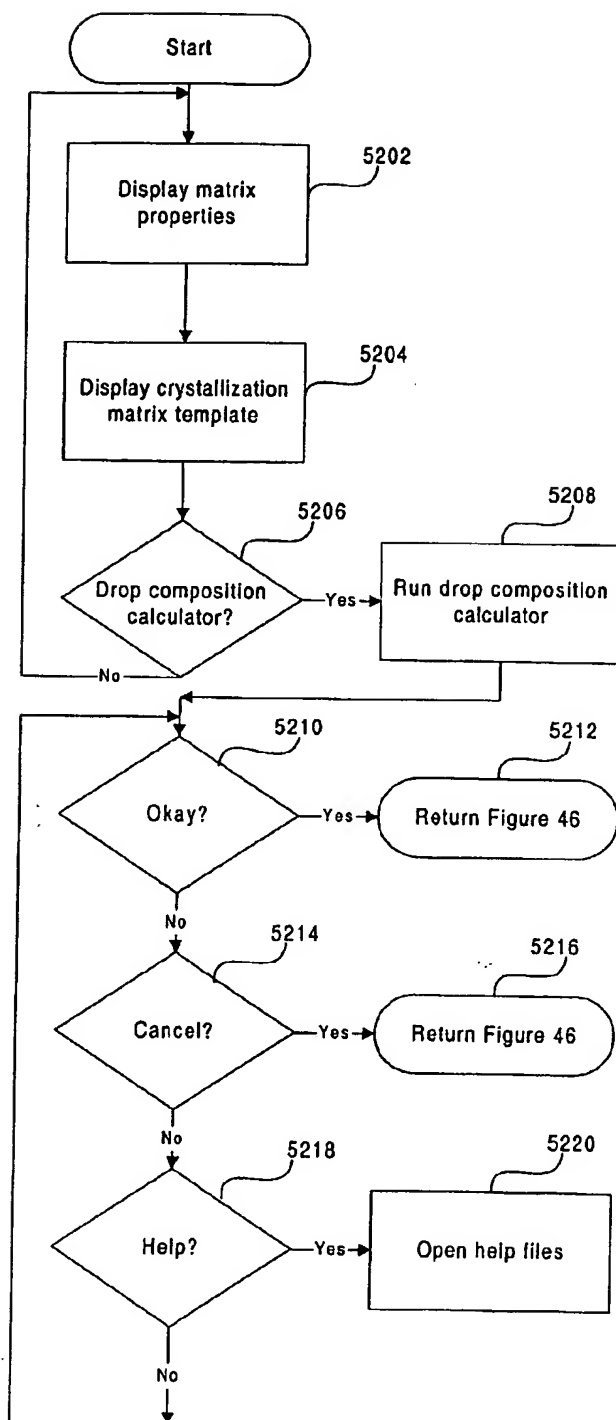 Start
5202
Display matrix
properties
5204
Display crystallization
matrix template
5206
Drop composition
calculator?
Yes
5208
Run drop composition
calculator
No
5210
Okay?
Yes
5212
Return Figure 46
No
5214
Cancel?
Yes
5216
Return Figure 46
No
5218
Help?
Yes
5220
Open help files
No